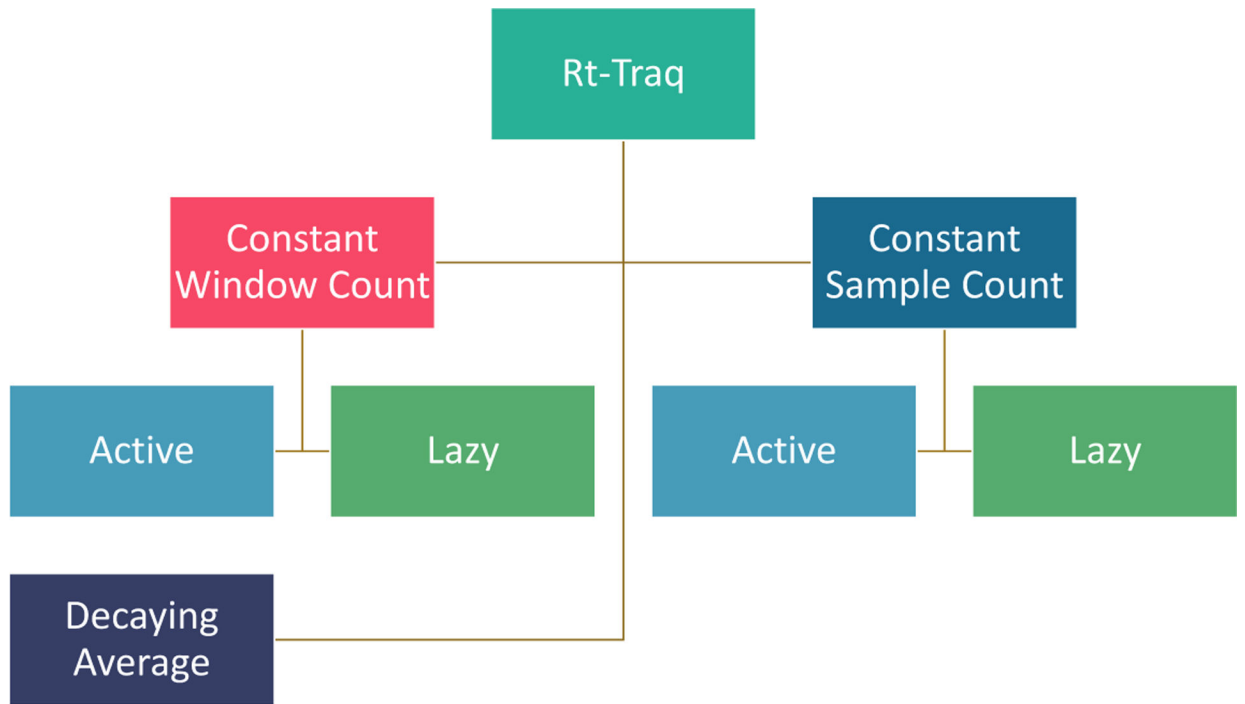 Rt-Traq
Constant
Window Count
Constant
Sample Count
Active
Lazy
Active
Lazy
Decaying
Average